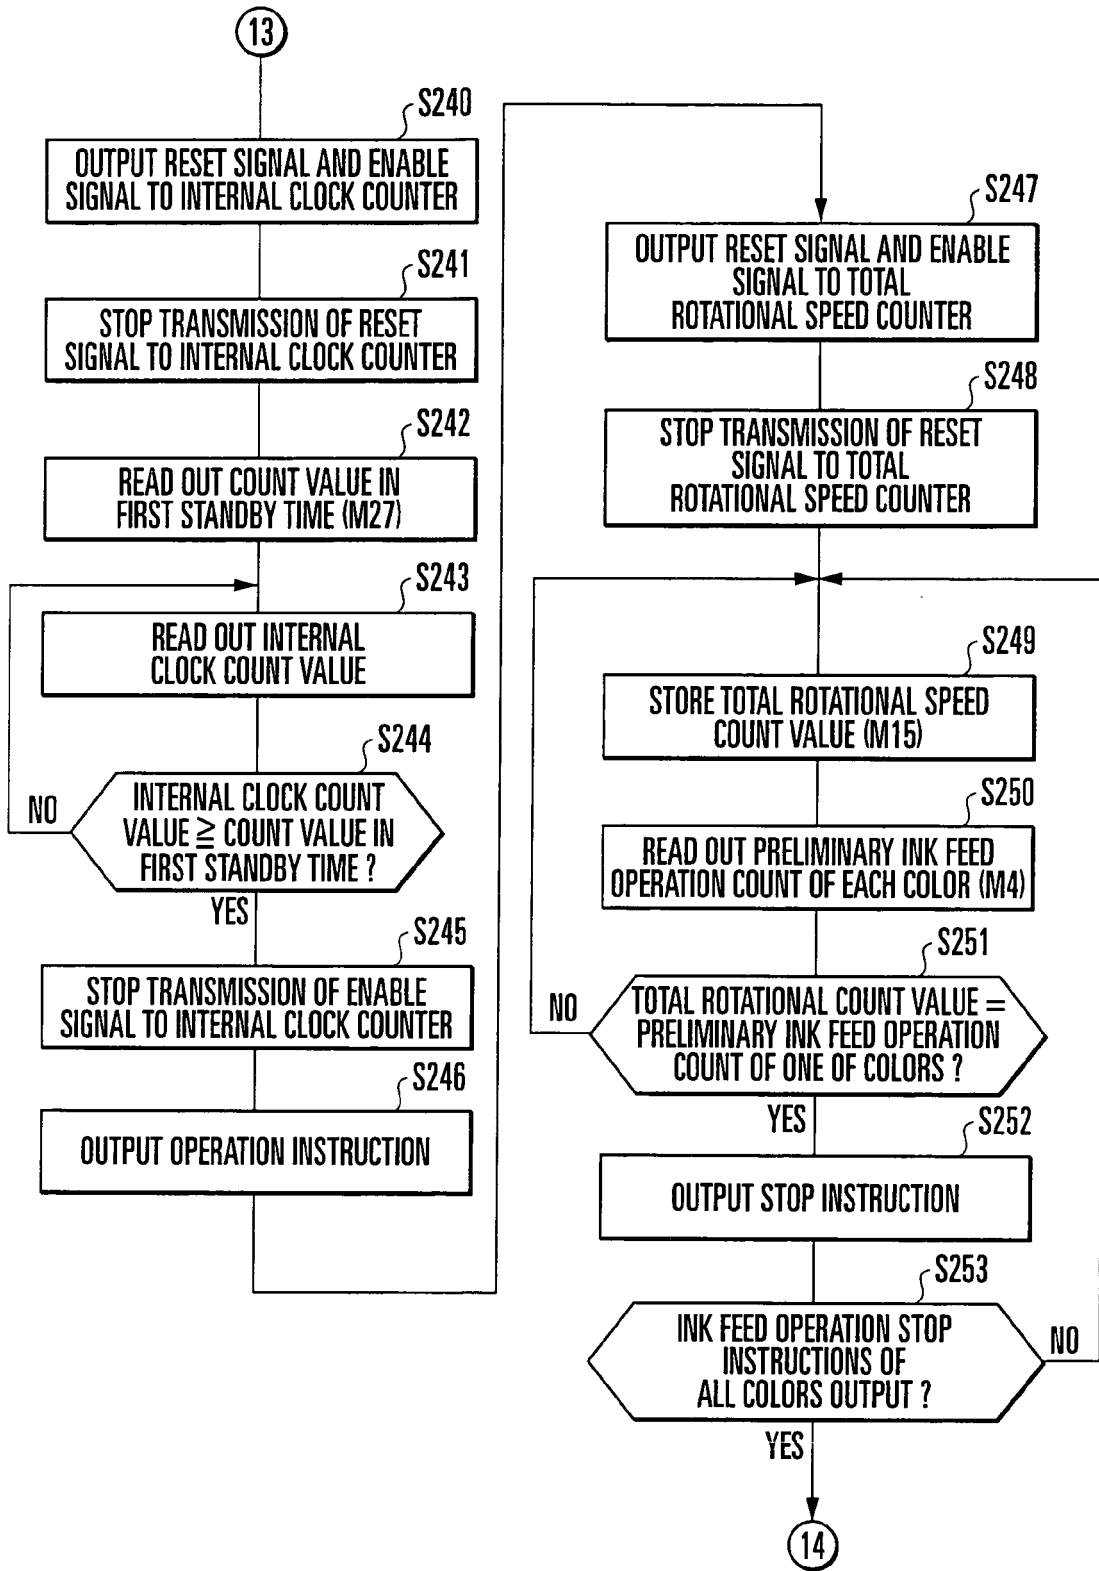 13
S240
OUTPUT RESET SIGNAL AND ENABLE
SIGNAL TO INTERNAL CLOCK COUNTER
S241
STOP TRANSMISSION OF RESET
SIGNAL TO INTERNAL CLOCK COUNTER
S242
READ OUT COUNT VALUE IN
FIRST STANDBY TIME (M27)
S243
READ OUT INTERNAL
CLOCK COUNT VALUE
S244
INTERNAL CLOCK COUNT
VALUE ≧ COUNT VALUE IN
FIRST STANDBY TIME ?
NO
YES
S245
STOP TRANSMISSION OF ENABLE
SIGNAL TO INTERNAL CLOCK COUNTER
S246
OUTPUT OPERATION INSTRUCTION
S247
OUTPUT RESET SIGNAL AND ENABLE
SIGNAL TO TOTAL
ROTATIONAL SPEED COUNTER
S248
STOP TRANSMISSION OF RESET
SIGNAL TO TOTAL
ROTATIONAL SPEED COUNTER
S249
STORE TOTAL ROTATIONAL SPEED
COUNT VALUE (M15)
S250
READ OUT PRELIMINARY INK FEED
OPERATION COUNT OF EACH COLOR (M4)
S251
TOTAL ROTATIONAL COUNT VALUE =
PRELIMINARY INK FEED OPERATION
COUNT OF ONE OF COLORS ?
NO
YES
S252
OUTPUT STOP INSTRUCTION
S253
INK FEED OPERATION STOP
INSTRUCTIONS OF
ALL COLORS OUTPUT ?
NO
YES
14